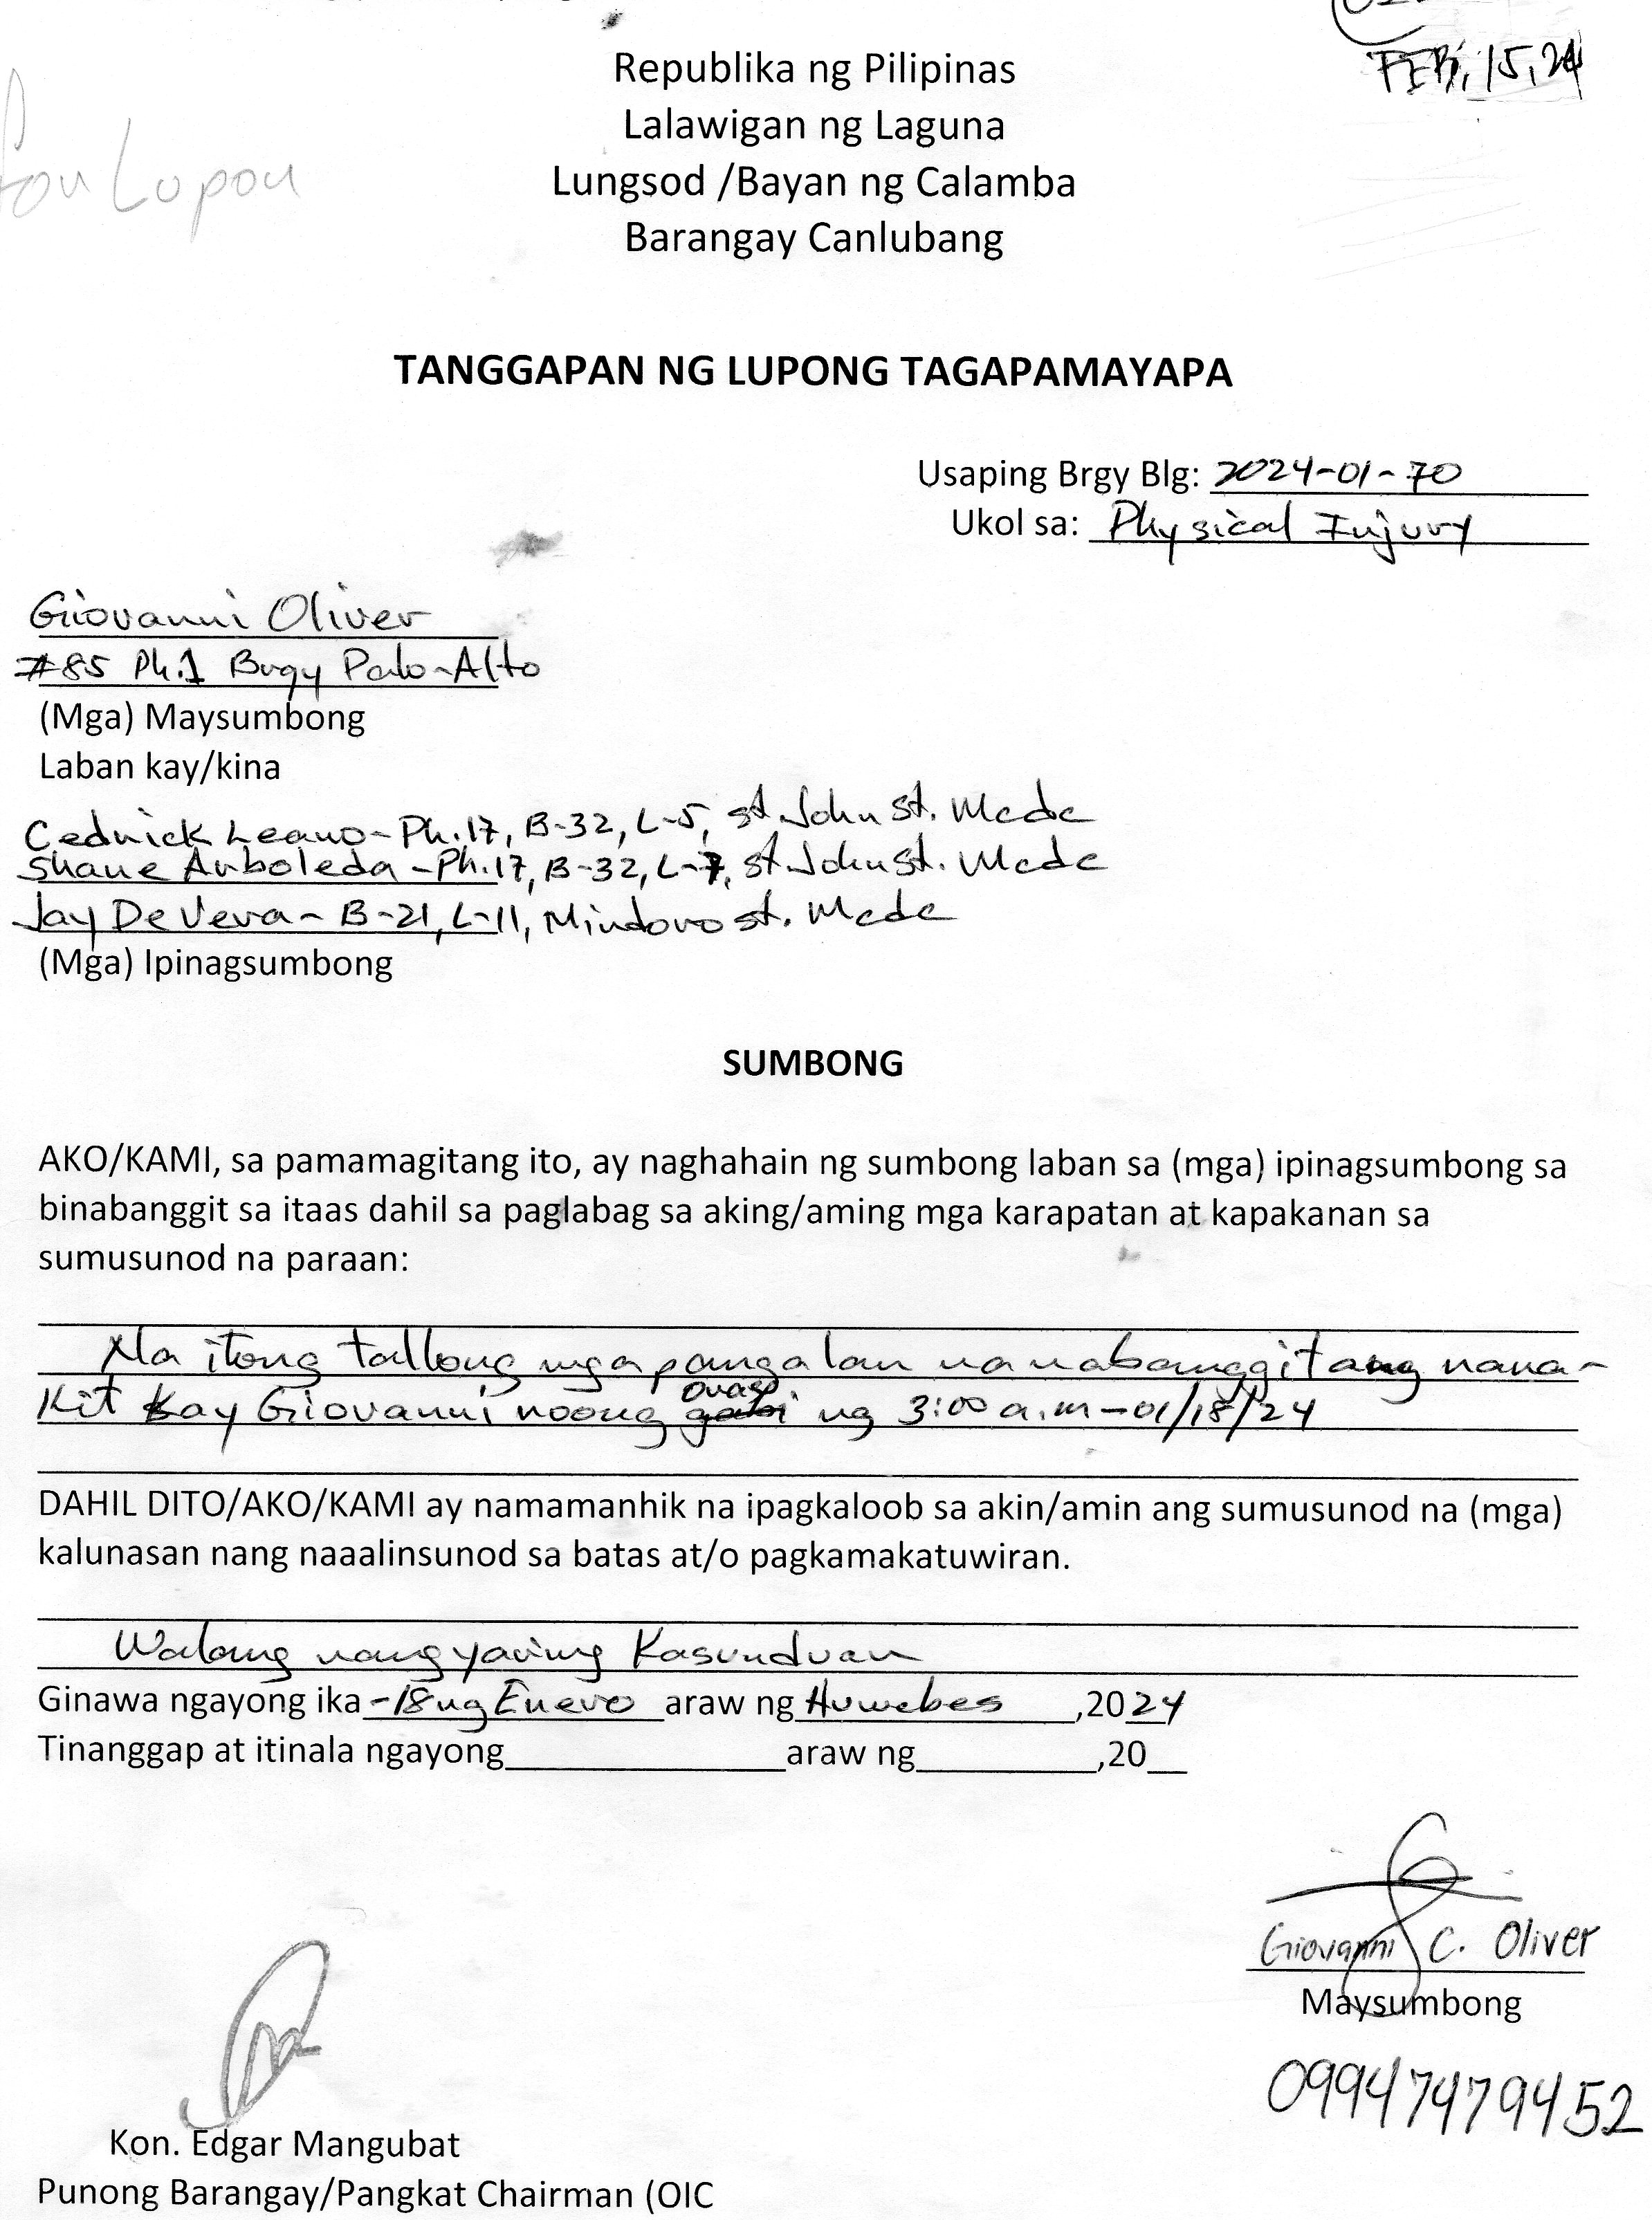 FEB. 15, 24
Lupon
Republika ng Pilipinas
Lalawigan ng Laguna
Lungsod /Bayan ng Calamba
Barangay Canlubang
TANGGAPAN NG LUPONG TAGAPAMAYAPA
Usaping Brgy Blg: 2024-01-70
Ukol sa: Physical Injury
Giovanni Oliver
#85 Ph.1 Brgy Palo-Alto
(Mga) Maysumbong
Laban kay/kina
Cednick Leano-Ph.17, B-32, L-5, st John st. Mcdc
Shane Arboleda-Ph.17, B-32, L-7, st John st. Mcdc
Jay De Vera-B-21, L-11, Mindoro st. Mcdc
(Mga) Ipinagsumbong
SUMBONG
AKO/KAMI, sa pamamagitang ito, ay naghahain ng sumbong laban sa (mga) ipinagsumbong sa
binabanggit sa itaas dahil sa paglabag sa aking/aming mga karapatan at kapakanan sa
sumusunod na paraan:
Na itong tatlong mga pangalan na nabanggit ang nana-
kit kay Giovanni noong oras ng 3:00 a.m-01/18/24
DAHIL DITO/AKO/KAMI ay namamanhik na ipagkaloob sa akin/amin ang sumusunod na (mga)
kalunasan nang naaalinsunod sa batas at/o pagkamakatuwiran.
Walang nangyaring Kasunduan
Ginawa ngayong ika-18 ng Enero araw ng Huwebes ,2024
Tinanggap at itinala ngayong______________araw ng_________,20__
Giovanni C. Oliver
Maysumbong
09947479452
Kon. Edgar Mangubat
Punong Barangay/Pangkat Chairman (OIC